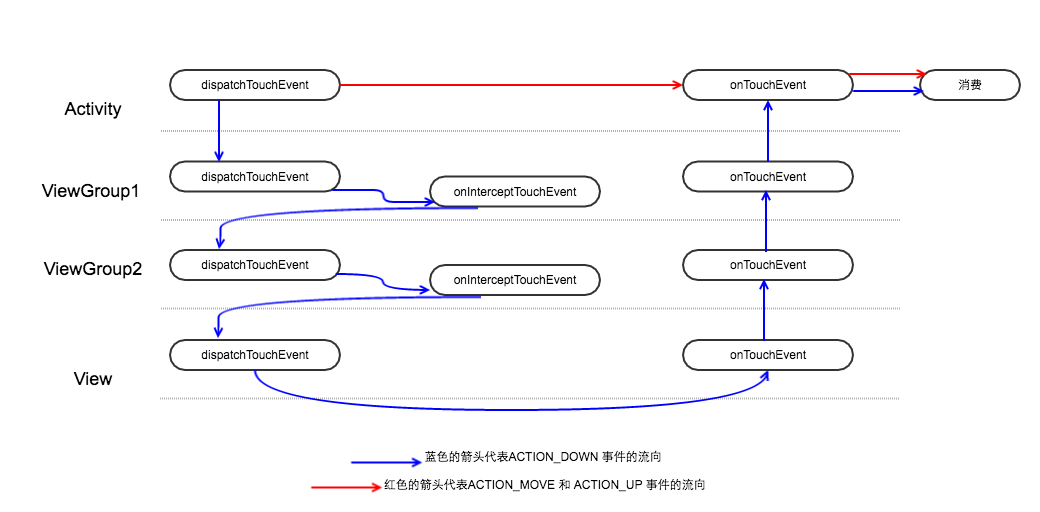 dispatchTouchEvent
onTouchEvent
消费
Activity
dispatchTouchEvent
onTouchEvent
ViewGroup1
onInterceptTouchEvent
dispatchTouchEvent
onTouchEvent
ViewGroup2
onInterceptTouchEvent
dispatchTouchEvent
onTouchEvent
View
蓝色的箭头代表ACTION_DOWN 事件的流向
红色的箭头代表ACTION_MOVE 和 ACTION_UP 事件的流向